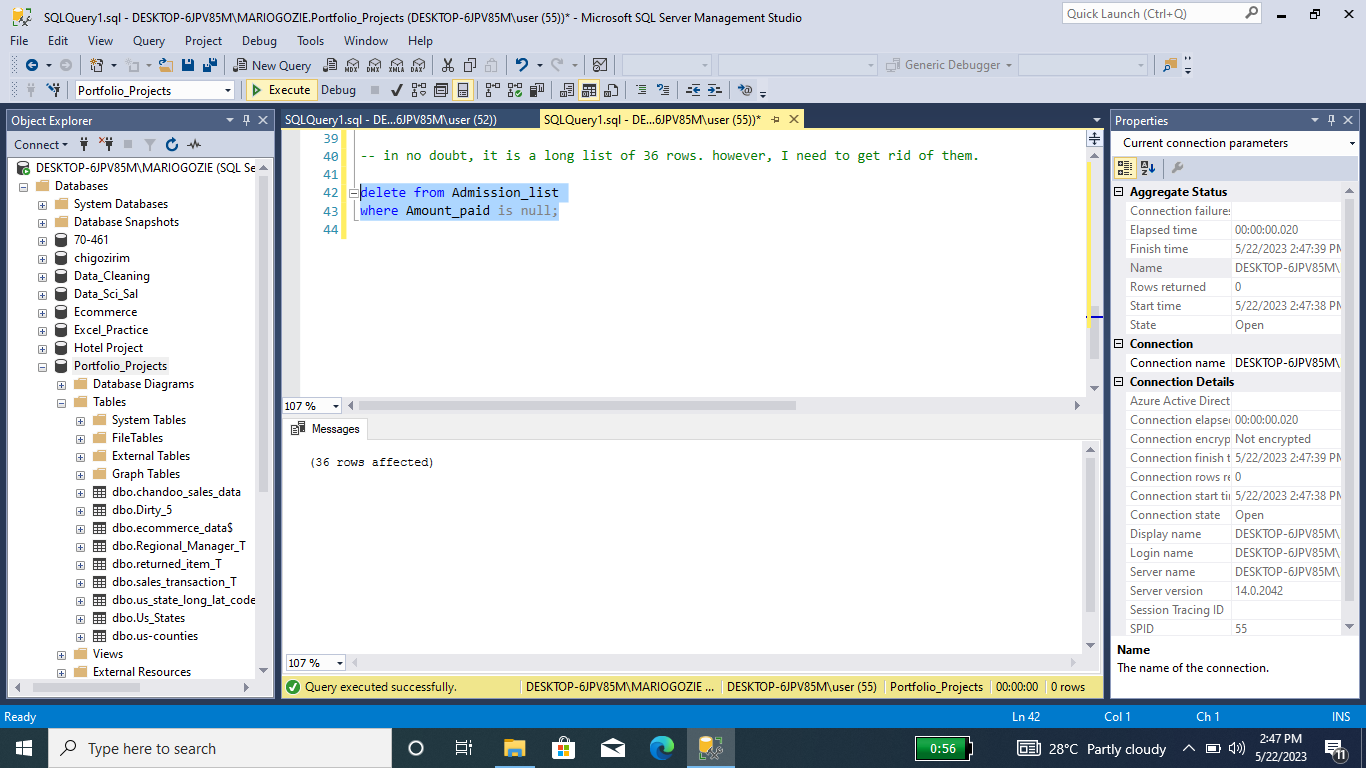 SQLQuery1.sql - DESKTOP-6JPV85M\MARIOGOZIE.Portfolio_Projects (DESKTOP-6JPV85M\user (55))* - Microsoft SQL Server Management Studio
Quick Launch (Ctrl+Q)
File Edit View Query Project Debug Tools Window Help
New Query
MDX DMX XMLA DAX
Generic Debugger
Portfolio_Projects
Execute Debug
Object Explorer
Connect
DESKTOP-6JPV85M\MARIOGOZIE (SQL Se
Databases
System Databases
Database Snapshots
70-461
chigozirim
Data_Cleaning
Data_Sci_Sal
Ecommerce
Excel_Practice
Hotel Project
Portfolio_Projects
Database Diagrams
Tables
System Tables
FileTables
External Tables
Graph Tables
dbo.chandoo_sales_data
dbo.Dirty_5
dbo.ecommerce_data$
dbo.Regional_Manager_T
dbo.returned_item_T
dbo.sales_transaction_T
dbo.us_state_long_lat_code
dbo.Us_States
dbo.us-counties
Views
External Resources
SQLQuery1.sql - DE...6JPV85M\user (52))
SQLQuery1.sql - DE...6JPV85M\user (55))*
39
40 -- in no doubt, it is a long list of 36 rows. however, I need to get rid of them.
41
42 delete from Admission_list
43 where Amount_paid is null;
44
107 %
Messages
(36 rows affected)
107 %
Query executed successfully.
DESKTOP-6JPV85M\MARIOGOZIE ...
DESKTOP-6JPV85M\user (55)
Portfolio_Projects
00:00:00
0 rows
Properties
Current connection parameters
Aggregate Status
Connection failures
Elapsed time 00:00:00.020
Finish time 5/22/2023 2:47:39 PM
Name DESKTOP-6JPV85M\
Rows returned 0
Start time 5/22/2023 2:47:38 PM
State Open
Connection
Connection name DESKTOP-6JPV85M\
Connection Details
Azure Active Direct
Connection elapse 00:00:00.020
Connection encryp Not encrypted
Connection finish t 5/22/2023 2:47:39 PM
Connection rows re 0
Connection start ti 5/22/2023 2:47:38 PM
Connection state Open
Display name DESKTOP-6JPV85M\
Login name DESKTOP-6JPV85M\
Server name DESKTOP-6JPV85M\
Server version 14.0.2042
Session Tracing ID
SPID 55
Name
The name of the connection.
Ready
Ln 42
Col 1
Ch 1
INS
Type here to search
0:56
28°C Partly cloudy
2:47 PM
5/22/2023
11